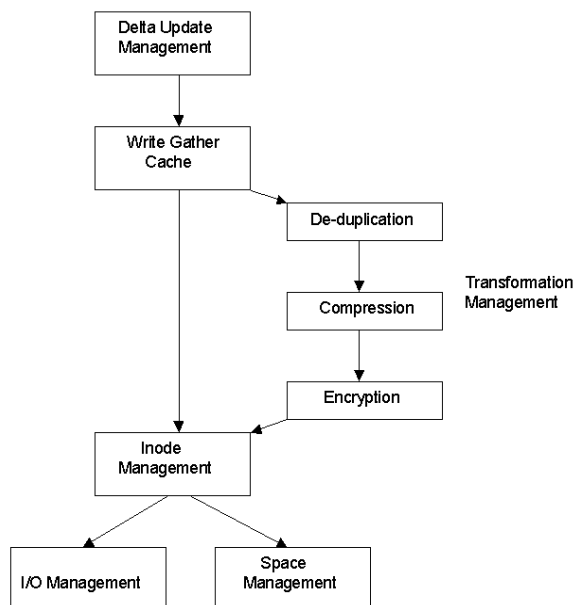 Delta Update
Management
Write Gather
Cache
De-duplication
Transformation
Management
Compression
Encryption
Inode
Management
I/O Management
Space
Management